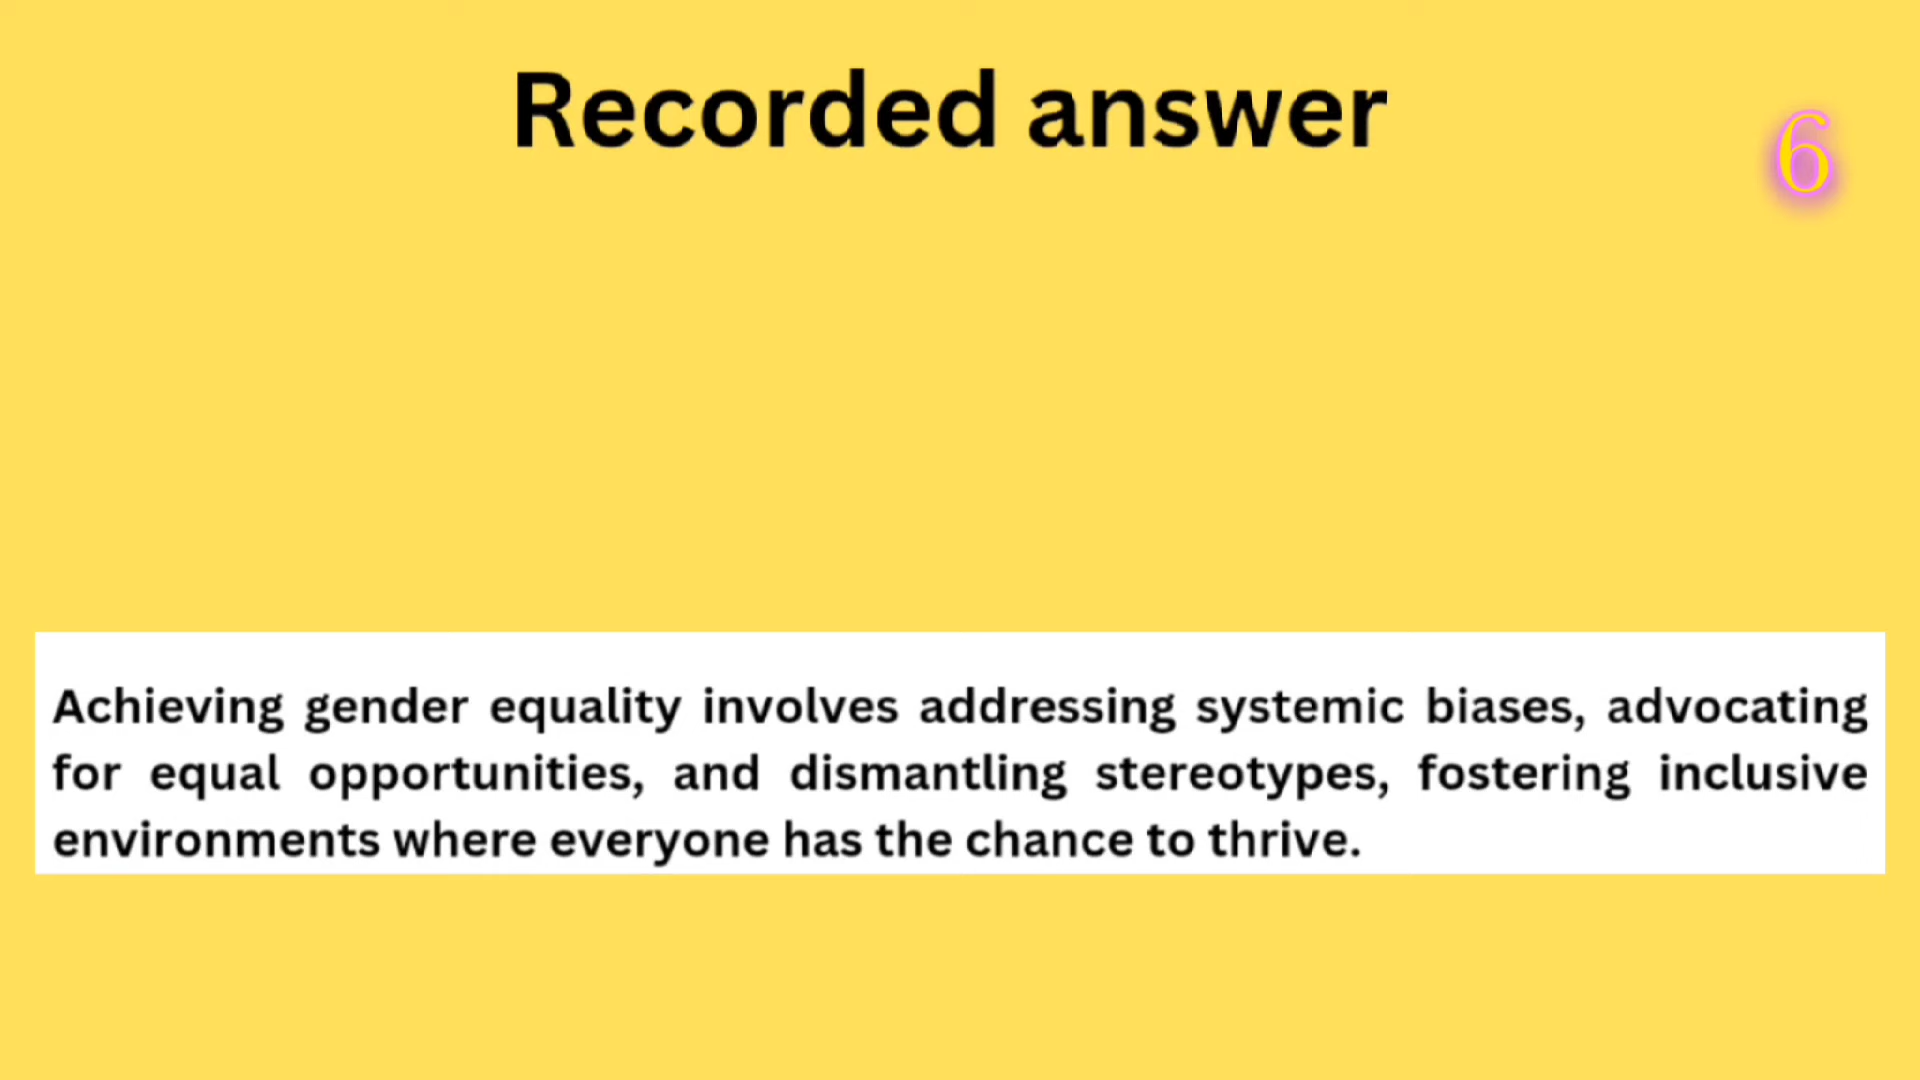 Recorded answer
6
Achieving gender equality involves addressing systemic biases, advocating
for equal opportunities, and dismantling stereotypes, fostering inclusive
environments where everyone has the chance to thrive.